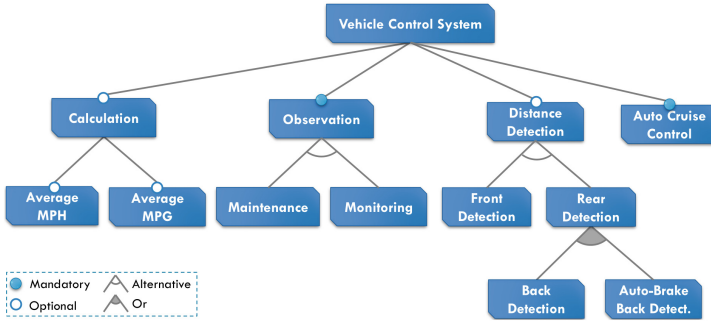 Vehicle Control System
Calculation
Observation
Distance
Detection
Auto Cruise
Control
Average
MPH
Average
MPG
Maintenance
Monitoring
Front
Detection
Rear
Detection
Back
Detection
Auto-Brake
Back Detect.
Mandatory
Alternative
Optional
Or